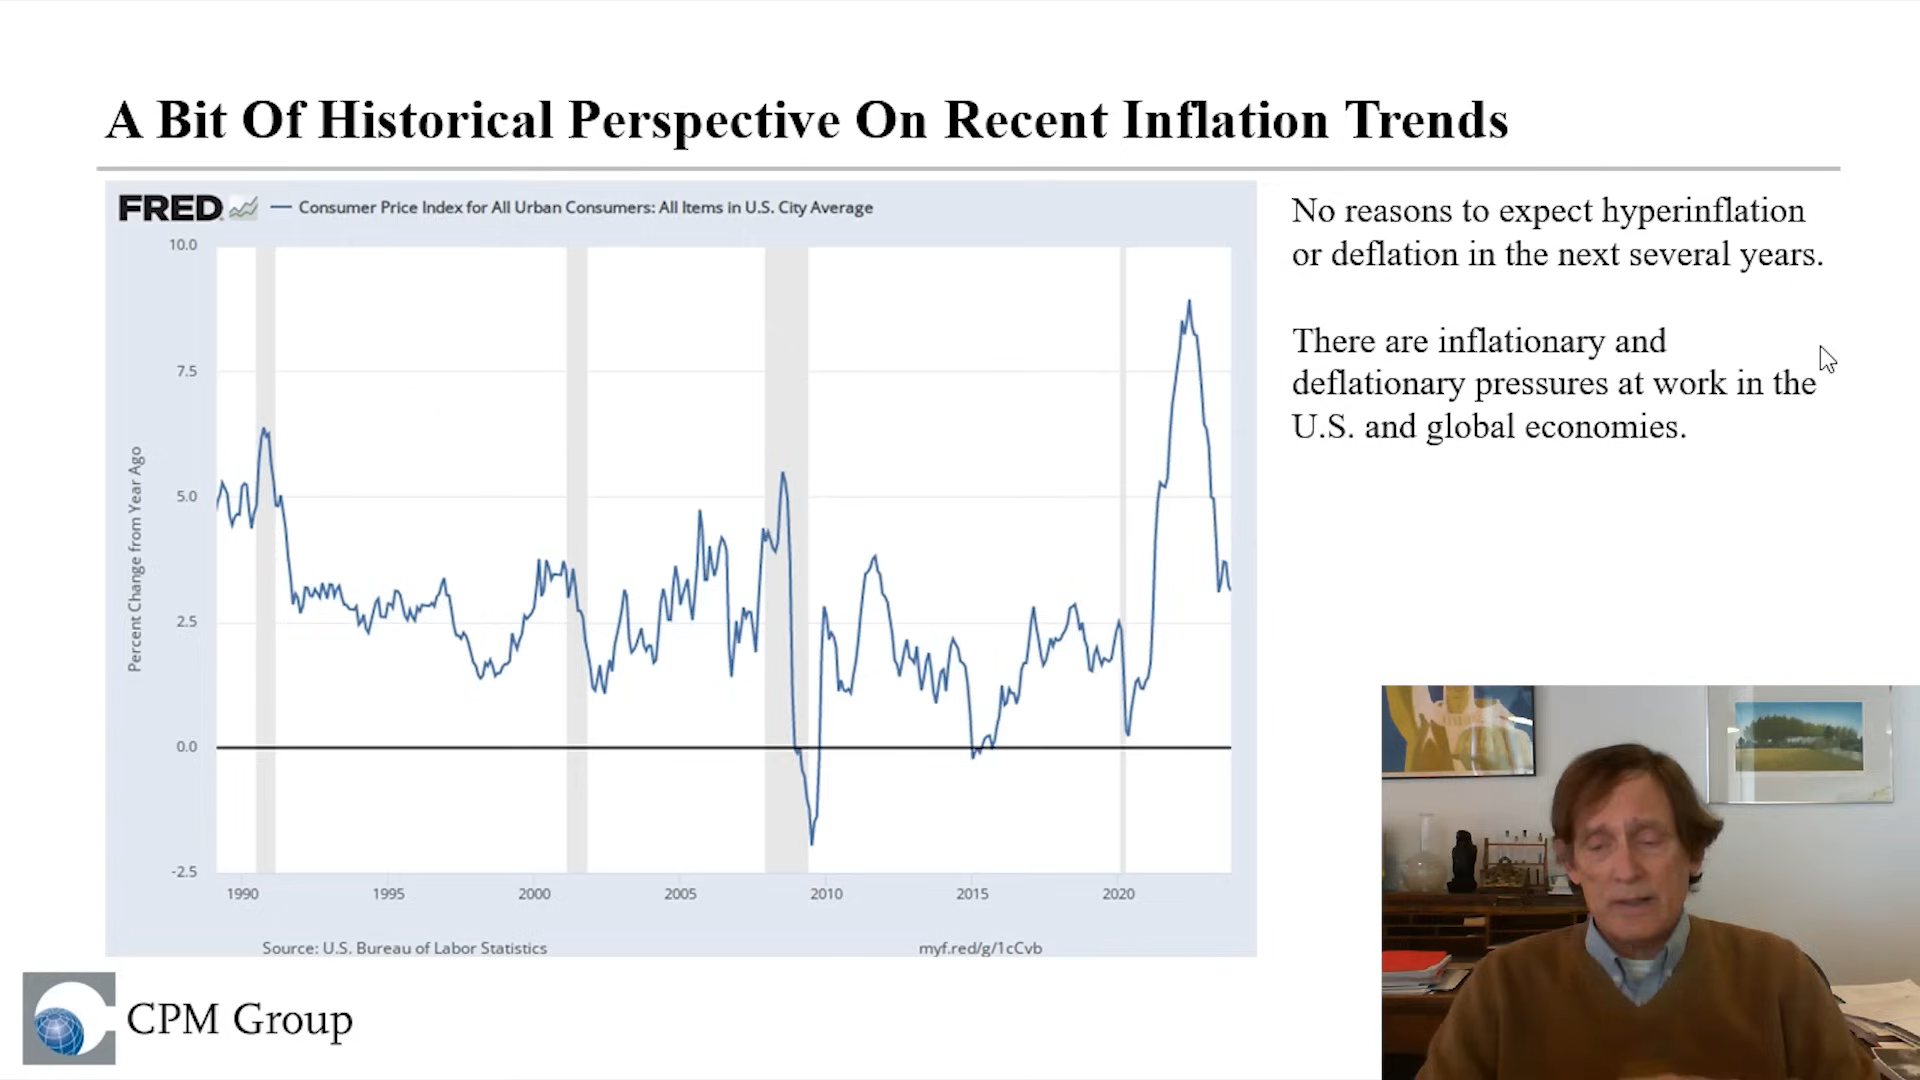 A Bit Of Historical Perspective On Recent Inflation Trends
FRED
Consumer Price Index for All Urban Consumers: All Items in U.S. City Average
10.0
7.5
5.0
2.5
0.0
-2.5
Percent Change from Year Ago
1990 1995 2000 2005 2010 2015 2020
Source: U.S. Bureau of Labor Statistics
myf.red/g/1cCvb
No reasons to expect hyperinflation
or deflation in the next several years.
There are inflationary and
deflationary pressures at work in the
U.S. and global economies.
CPM Group